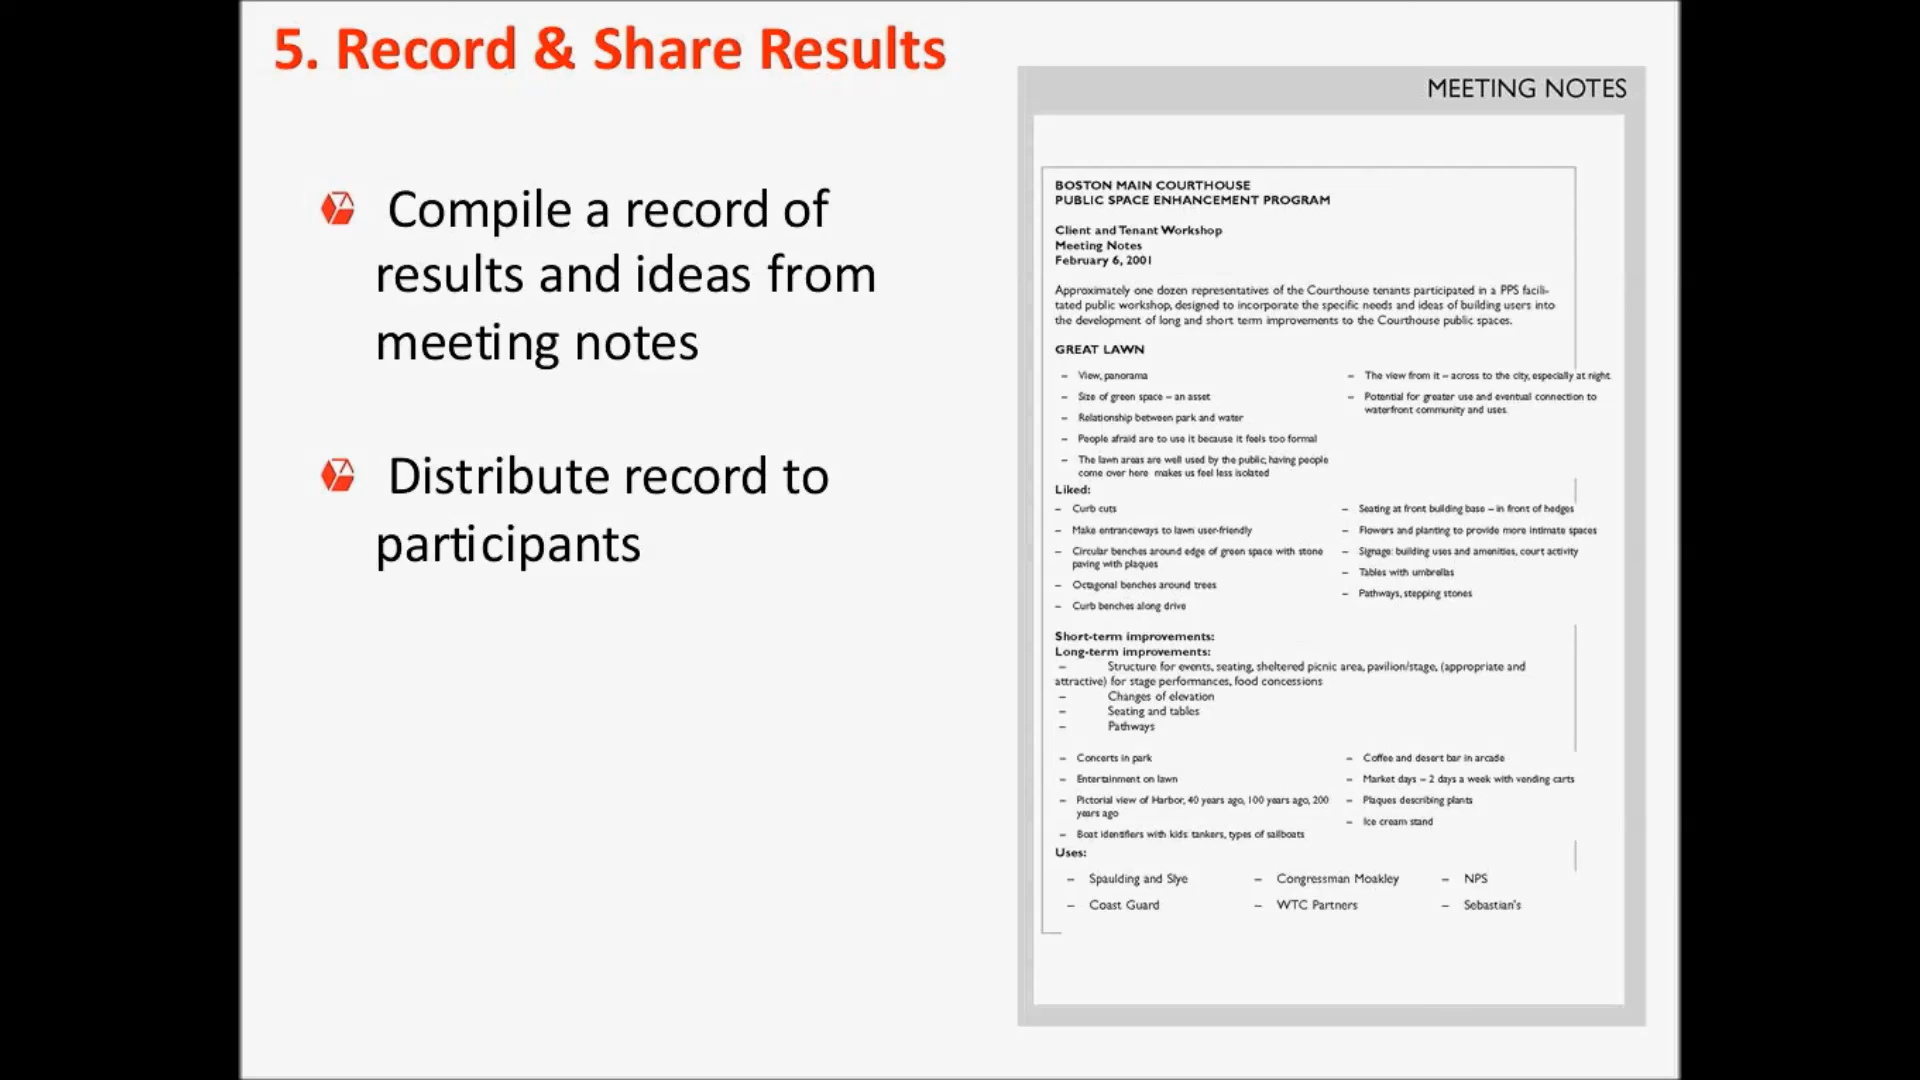 5. Record & Share Results
Compile a record of
results and ideas from
meeting notes
Distribute record to
participants
MEETING NOTES
BOSTON MAIN COURTHOUSE
PUBLIC SPACE ENHANCEMENT PROGRAM
Client and Tenant Workshop
Meeting Notes
February 6, 2001
Approximately one dozen representatives of the Courthouse tenants participated in a PPS facili-
tated public workshop, designed to incorporate the specific needs and ideas of building users into
the development of long and short term improvements to the Courthouse public spaces.
GREAT LAWN
– View, panorama
– Size of green space – an asset
– Relationship between park and water
– People afraid are to use it because it feels too formal
– The lawn areas are well used by the public, having people
come over here makes us feel less isolated
– The view from it – across to the city, especially at night.
– Potential for greater use and eventual connection to
waterfront community and uses.
Liked:
– Curb cuts
– Make entranceways to lawn user-friendly
– Circular benches around edge of green space with stone
paving with plaques
– Octagonal benches around trees
– Curb benches along drive
– Seating at front building base – in front of hedges
– Flowers and planting to provide more intimate spaces
– Signage: building uses and amenities, court activity
– Tables with umbrellas
– Pathways, stepping stones
Short-term improvements:
Long-term improvements:
– Structure for events, seating, sheltered picnic area, pavilion/stage, (appropriate and
attractive) for stage performances, food concessions
– Changes of elevation
– Seating and tables
– Pathways
– Concerts in park
– Entertainment on lawn
– Pictorial view of Harbor, 40 years ago, 100 years ago, 200
years ago
– Boat identifiers with kids: tankers, types of sailboats
– Coffee and desert bar in arcade
– Market days – 2 days a week with vending carts
– Plaques describing plants
– Ice cream stand
Uses:
– Spaulding and Slye
– Congressman Moakley
– NPS
– Coast Guard
– WTC Partners
– Sebastian's